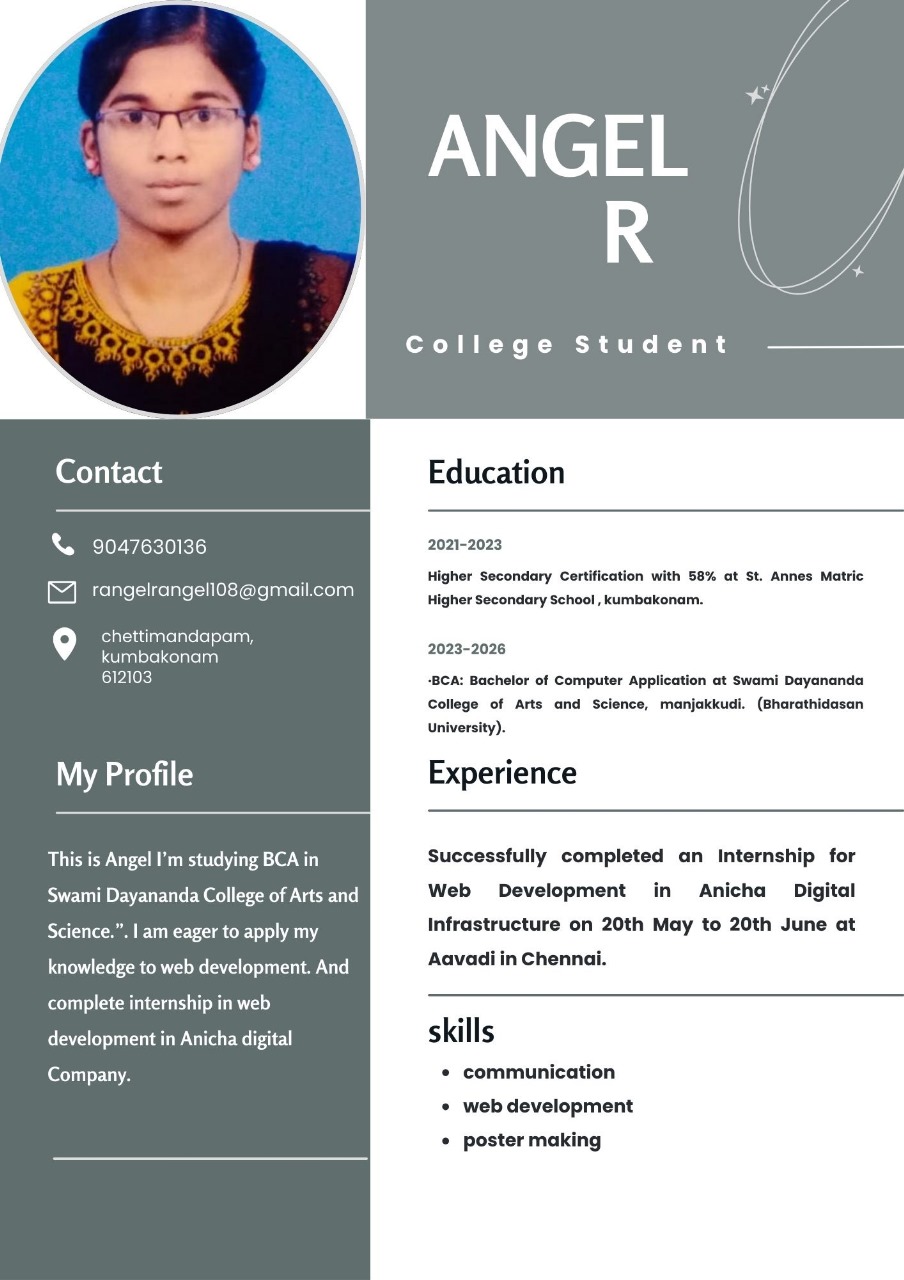 ANGEL
R
College Student
Contact
9047630136
rangelrangel108@gmail.com
chettimandapam,
kumbakonam
612103
My Profile
This is Angel I’m studying BCA in
Swami Dayananda College of Arts and
Science.”. I am eager to apply my
knowledge to web development. And
complete internship in web
development in Anicha digital
Company.
Education
2021-2023
Higher Secondary Certification with 58% at St. Annes Matric
Higher Secondary School , kumbakonam.
2023-2026
·BCA: Bachelor of Computer Application at Swami Dayananda
College of Arts and Science, manjakkudi. (Bharathidasan
University).
Experience
Successfully completed an Internship for
Web Development in Anicha Digital
Infrastructure on 20th May to 20th June at
Aavadi in Chennai.
skills
• communication
• web development
• poster making